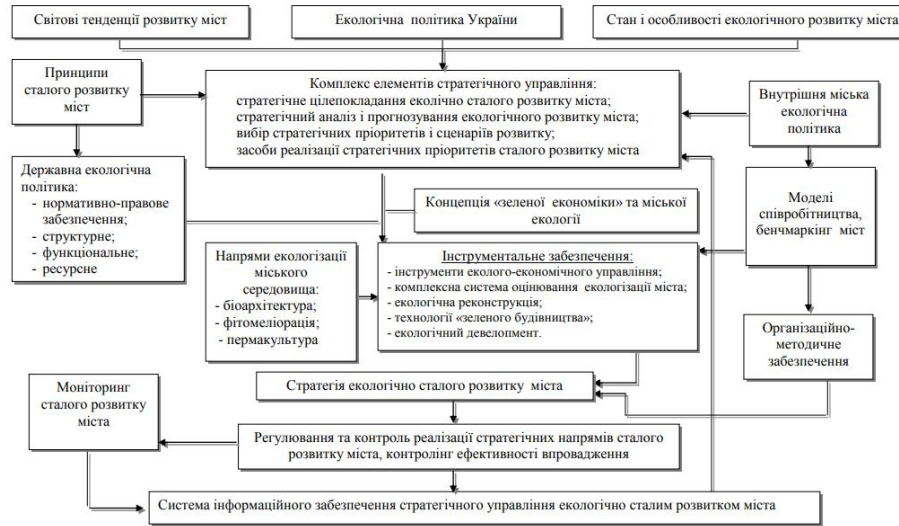 Світові тенденції розвитку міст
Екологічна політика України
Стан і особливості екологічного розвитку міста
Принципи
сталого розвитку
міст
Комплекс елементів стратегічного управління:
стратегічне цілепокладання еколічно сталого розвитку міста;
стратегічний аналіз і прогнозування екологічного розвитку міста;
вибір стратегічних пріоритетів і сценаріїв розвитку;
засоби реалізації стратегічних пріоритетів сталого розвитку міста
Внутрішня міська
екологічна
політика
Державна екологічна
політика:
- нормативно-правове
забезпечення;
- структурне;
- функціональне;
- ресурсне
Концепція «зеленої економіки» та міської
екології
Моделі
співробітництва,
бенчмаркінг міст
Напрями екологізації
міського
середовища:
- біоархітектура;
- фітомеліорація;
- пермакультура
Інструментальне забезпечення:
- інструменти еколого-економічного управління;
- комплексна система оцінювання екологізації міста;
- екологічна реконструкція;
- технології «зеленого будівництва»;
- екологічний девелопмент.
Організаційно-
методичне
забезпечення
Стратегія екологічно сталого розвитку міста
Моніторинг
сталого розвитку
міста
Регулювання та контроль реалізації стратегічних напрямів сталого
розвитку міста, контролінг ефективності впровадження
Система інформаційного забезпечення стратегічного управління екологічно сталим розвитком міста